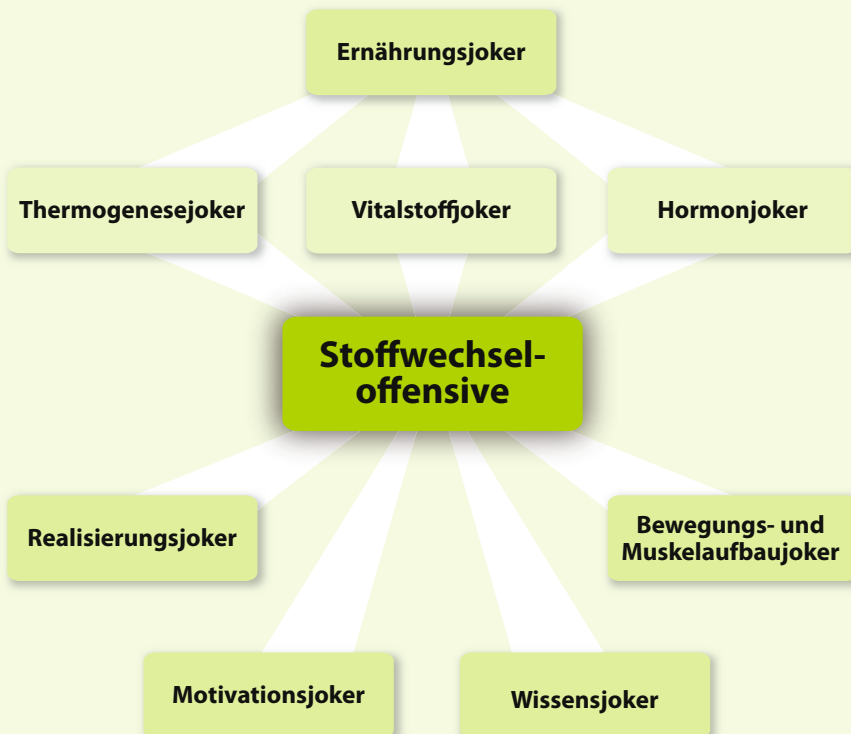 Ernährungsjoker
Thermogenesejoker
Vitalstoffjoker
Hormonjoker
Stoffwechsel-
offensive
Realisierungsjoker
Bewegungs- und
Muskelaufbaujoker
Motivationsjoker
Wissensjoker